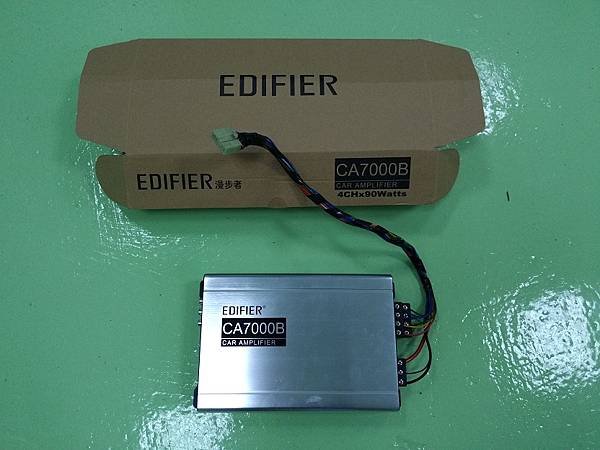 EDIFIER
EDIFIER 漫步者
CA7000B
CAR AMPLIFIER
4CHx90Watts
EDIFIER®
CA7000B
CAR AMPLIFIER